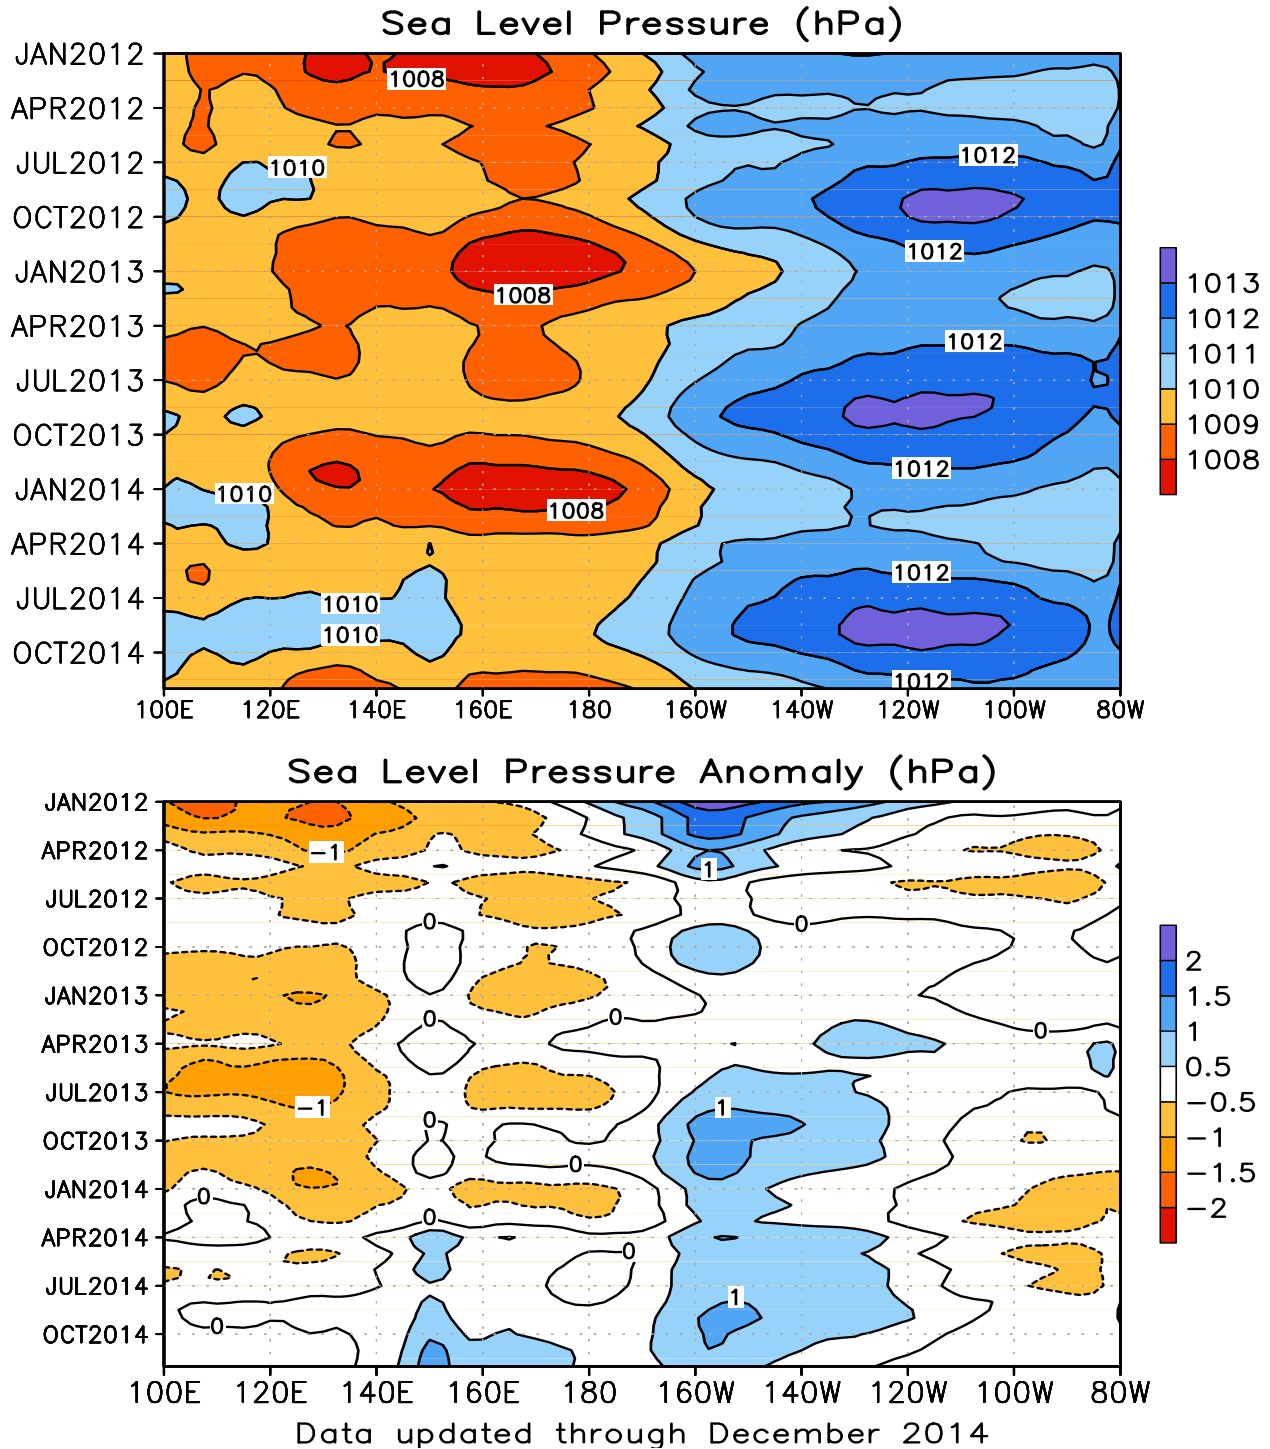 Sea Level Pressure (hPa)
JAN2012
1008
APR2012
JUL2012
1010
1012
OCT2012
1012
JAN2013
1008
APR2013
1012
JUL2013
OCT2013
1012
JAN2014
1010
1008
APR2014
1012
JUL2014
1010
1010
OCT2014
1012
100E 120E 140E 160E 180 160W 140W 120W 100W 80W
1013
1012
1011
1010
1009
1008
Sea Level Pressure Anomaly (hPa)
JAN2012
APR2012
-1
1
JUL2012
0
0
OCT2012
JAN2013
0
0
0
APR2013
JUL2013
-1
1
0
OCT2013
0
JAN2014
0
0
APR2014
0
JUL2014
1
0
OCT2014
100E 120E 140E 160E 180 160W 140W 120W 100W 80W
2
1.5
1
0.5
-0.5
-1
-1.5
-2
Data updated through December 2014